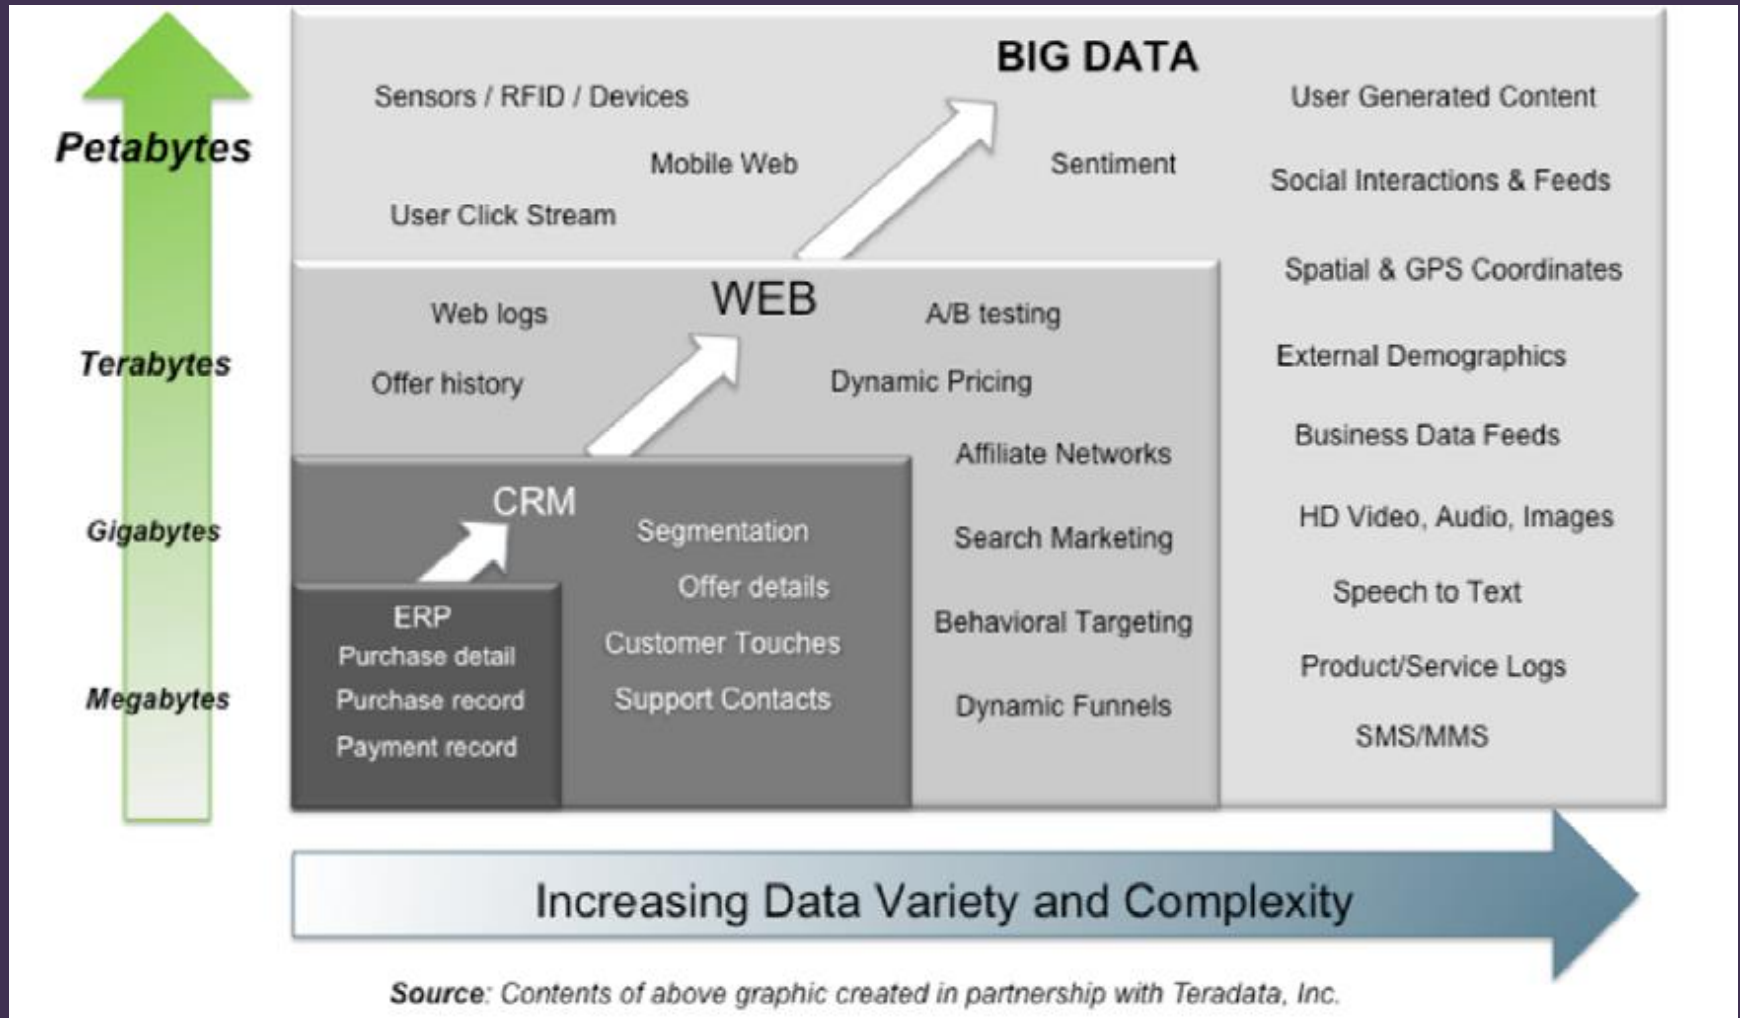 BIG DATA
Sensors / RFID / Devices
User Generated Content
Petabytes
Mobile Web
Sentiment
Social Interactions & Feeds
User Click Stream
Spatial & GPS Coordinates
WEB
Web logs
A/B testing
External Demographics
Terabytes
Offer history
Dynamic Pricing
Business Data Feeds
Affiliate Networks
CRM
HD Video, Audio, Images
Gigabytes
Segmentation
Search Marketing
Offer details
Speech to Text
ERP
Behavioral Targeting
Customer Touches
Purchase detail
Product/Service Logs
Megabytes
Purchase record
Support Contacts
Dynamic Funnels
SMS/MMS
Payment record
Increasing Data Variety and Complexity
Source: Contents of above graphic created in partnership with Teradata, Inc.